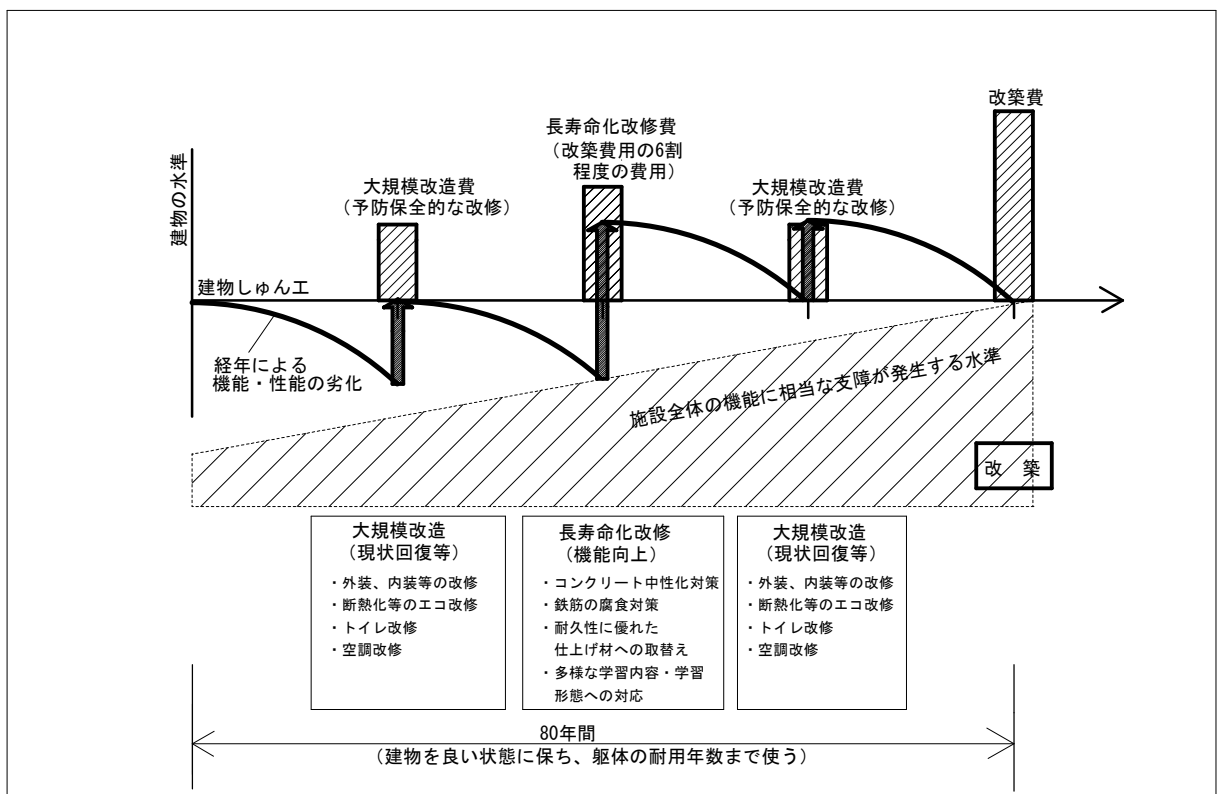 改築費
長寿命化改修費
(改築費用の6割
程度の費用)
大規模改造費
(予防保全的な改修)
大規模改造費
(予防保全的な改修)
建物の水準
建物しゅん工
経年による
機能・性能の劣化
施設全体の機能に相当な支障が発生する水準
改 築
大規模改造
(現状回復等)
・外装、内装等の改修
・断熱化等のエコ改修
・トイレ改修
・空調改修
長寿命化改修
(機能向上)
・コンクリート中性化対策
・鉄筋の腐食対策
・耐久性に優れた
仕上げ材への取替え
・多様な学習内容・学習
形態への対応
大規模改造
(現状回復等)
・外装、内装等の改修
・断熱化等のエコ改修
・トイレ改修
・空調改修
80年間
(建物を良い状態に保ち、躯体の耐用年数まで使う)